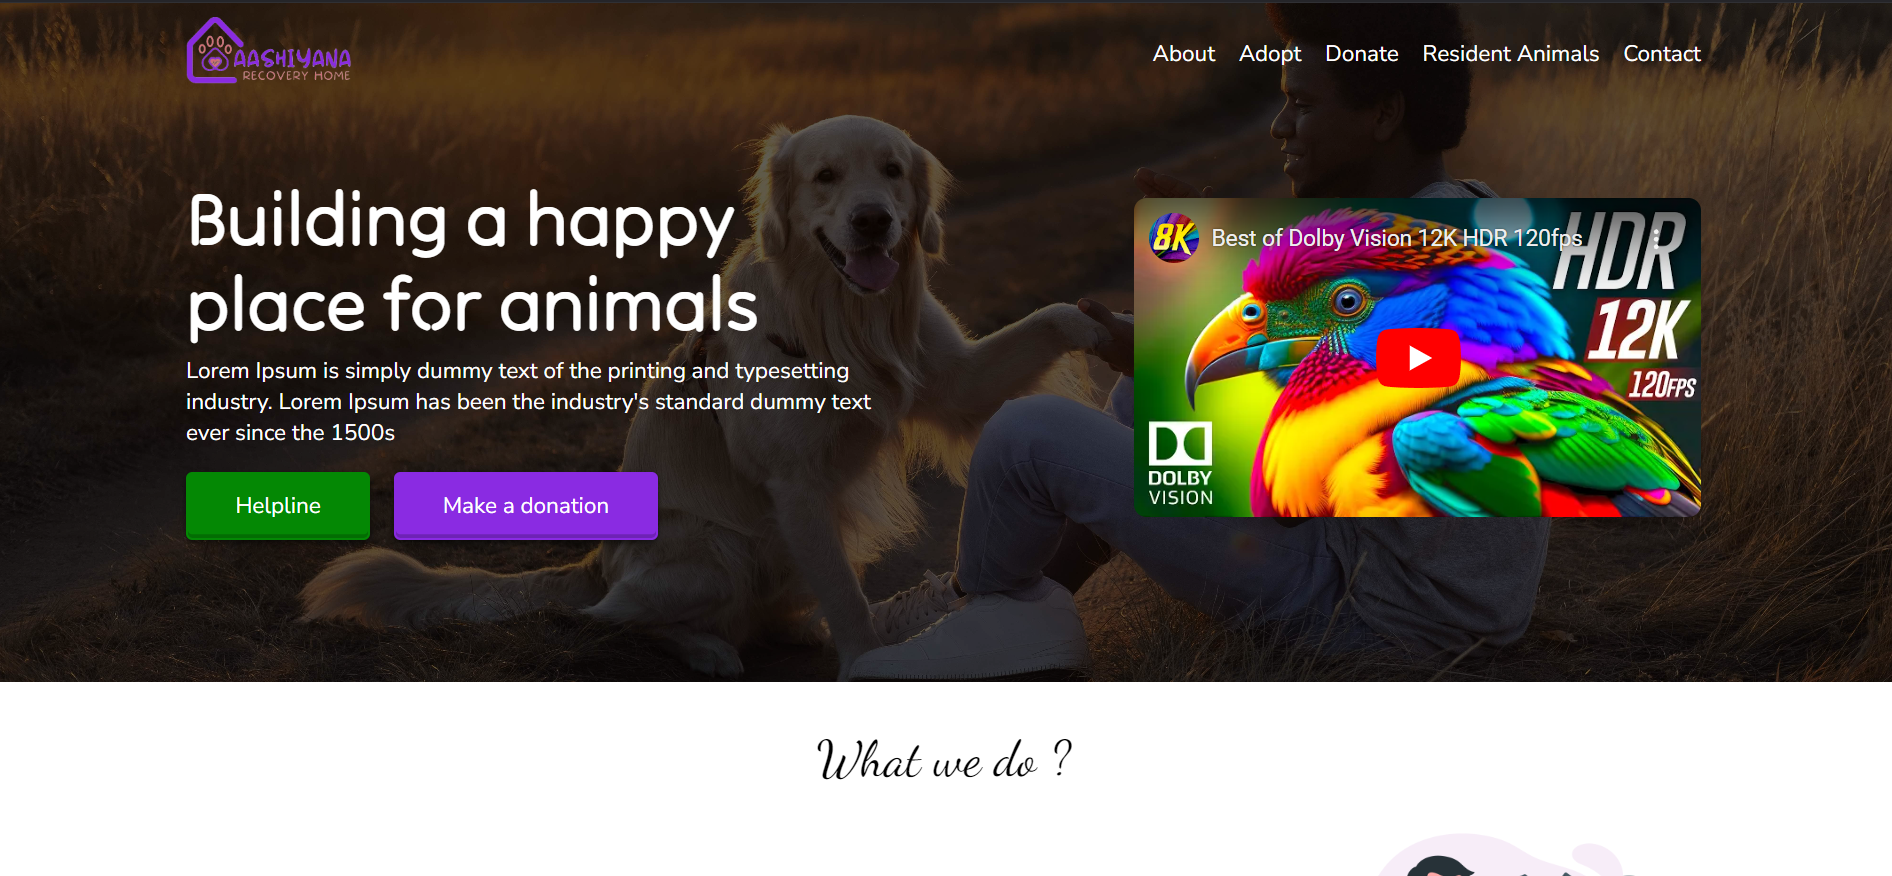 AASHIYANA
RECOVERY HOME
About Adopt Donate Resident Animals Contact
Building a happy
place for animals
Lorem Ipsum is simply dummy text of the printing and typesetting
industry. Lorem Ipsum has been the industry's standard dummy text
ever since the 1500s
Helpline Make a donation
8K Best of Dolby Vision 12K HDR 120fps
HDR
12K
120FPS
DOLBY
VISION
What we do ?